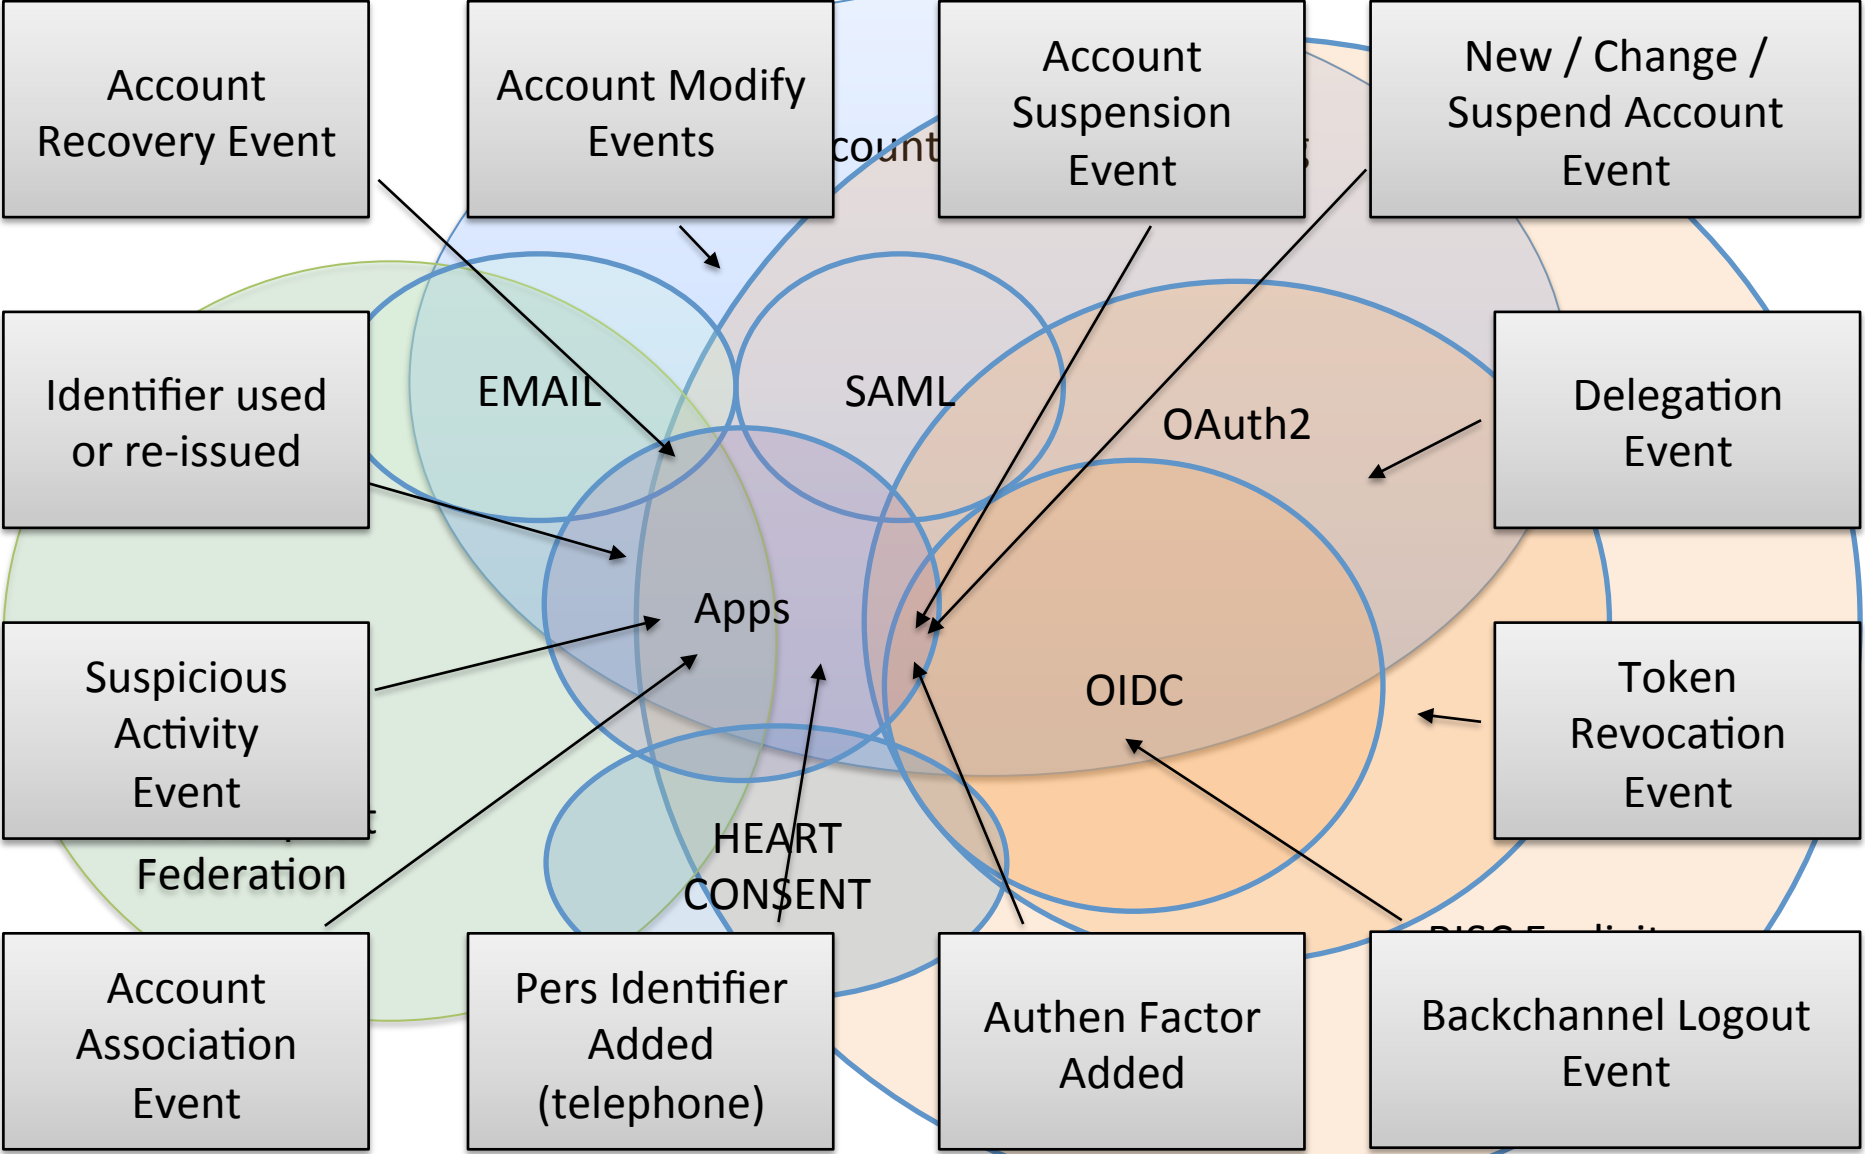 Account
Recovery Event
Account Modify
Events
Account
Suspension
Event
New / Change /
Suspend Account
Event
count
Identifier used
or re-issued
EMAIL
SAML
OAuth2
Delegation
Event
Apps
Suspicious
Activity
Event
OIDC
Token
Revocation
Event
HEART
CONSENT
Federation
Account
Association
Event
Pers Identifier
Added
(telephone)
Authen Factor
Added
Backchannel Logout
Event